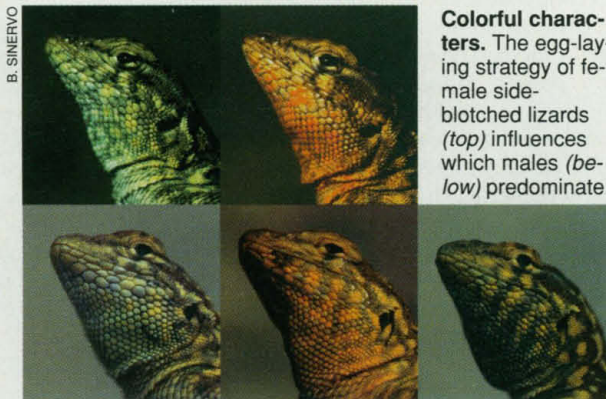 B. SINERVO
Colorful charac-
ters. The egg-lay
ing strategy of fe-
male side-
blotched lizards
(top) influences
which males (be-
low) predominate